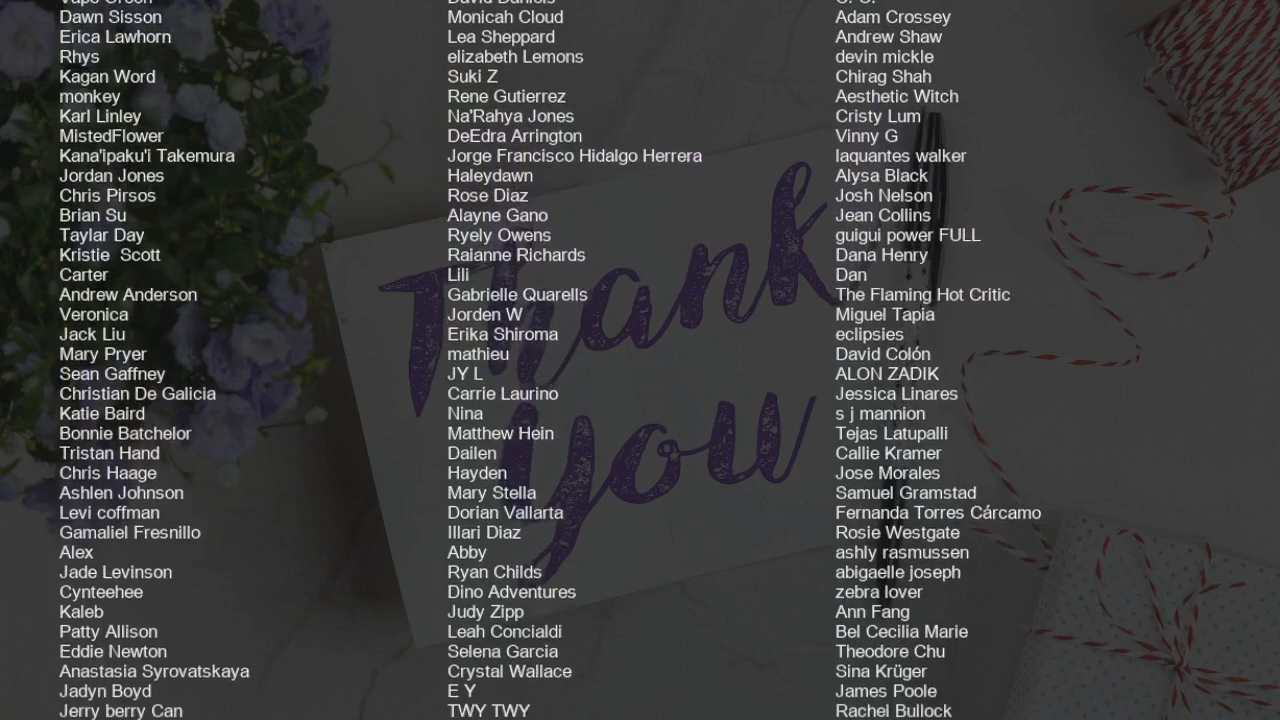 Dawn Sisson
Erica Lawhorn
Rhys
Kagan Word
monkey
Karl Linley
MistedFlower
Kana'ipaku'i Takemura
Jordan Jones
Chris Pirsos
Brian Su
Taylar Day
Kristie  Scott
Carter
Andrew Anderson
Veronica
Jack Liu
Mary Pryer
Sean Gaffney
Christian De Galicia
Katie Baird
Bonnie Batchelor
Tristan Hand
Chris Haage
Ashlen Johnson
Levi coffman
Gamaliel Fresnillo
Alex
Jade Levinson
Cynteehee
Kaleb
Patty Allison
Eddie Newton
Anastasia Syrovatskaya
Jadyn Boyd
Jerry berry Can
Monicah Cloud
Lea Sheppard
elizabeth Lemons
Suki Z
Rene Gutierrez
Na'Rahya Jones
DeEdra Arrington
Jorge Francisco Hidalgo Herrera
Haleydawn
Rose Diaz
Alayne Gano
Ryely Owens
Raianne Richards
Lili
Gabrielle Quarells
Jorden W
Erika Shiroma
mathieu
JY L
Carrie Laurino
Nina
Matthew Hein
Dailen
Hayden
Mary Stella
Dorian Vallarta
Illari Diaz
Abby
Ryan Childs
Dino Adventures
Judy Zipp
Leah Concialdi
Selena Garcia
Crystal Wallace
E Y
TWY TWY
Adam Crossey
Andrew Shaw
devin mickle
Chirag Shah
Aesthetic Witch
Cristy Lum
Vinny G
laquantes walker
Alysa Black
Josh Nelson
Jean Collins
guigui power FULL
Dana Henry
Dan
The Flaming Hot Critic
Miguel Tapia
eclipsies
David Colón
ALON ZADIK
Jessica Linares
s j mannion
Tejas Latupalli
Callie Kramer
Jose Morales
Samuel Gramstad
Fernanda Torres Cárcamo
Rosie Westgate
ashly rasmussen
abigaelle joseph
zebra lover
Ann Fang
Bel Cecilia Marie
Theodore Chu
Sina Krüger
James Poole
Rachel Bullock
Thank
you